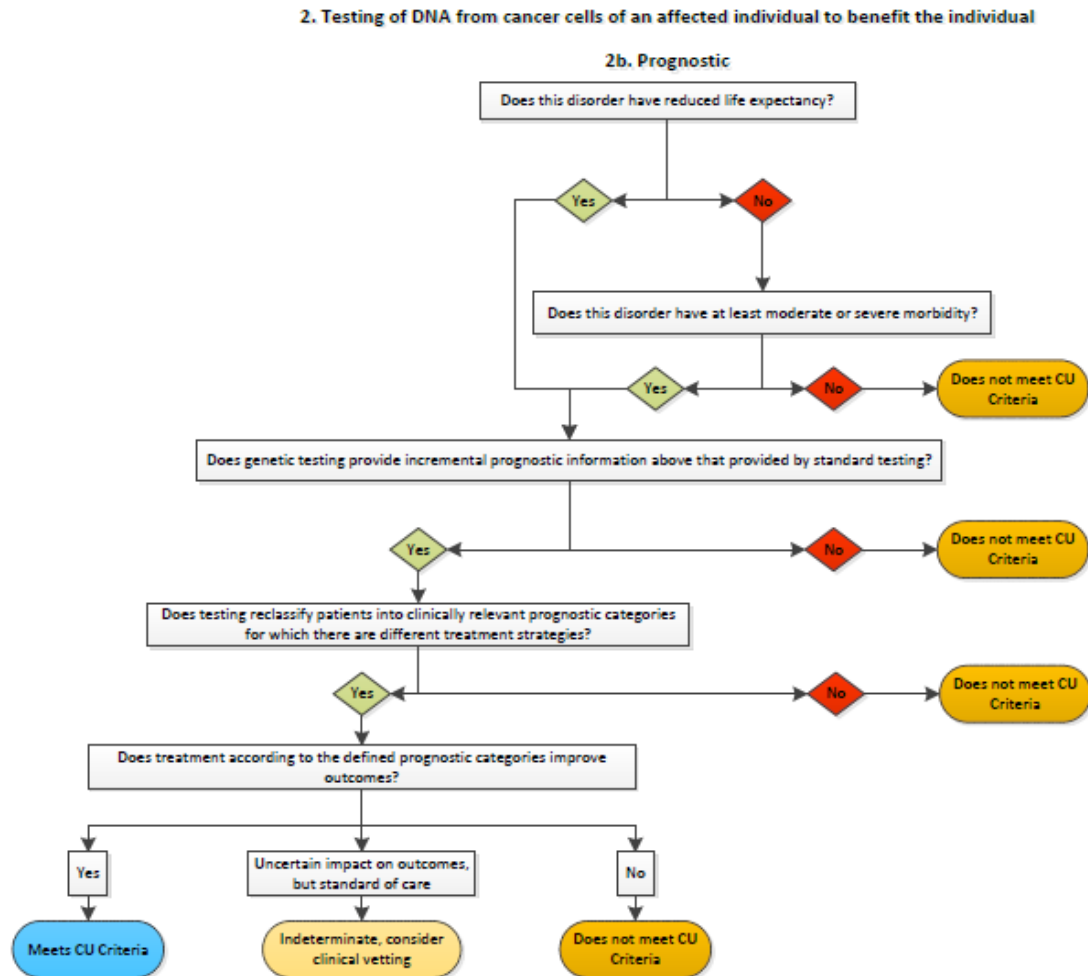 2. Testing of DNA from cancer cells of an affected individual to benefit the individual
2b. Prognostic
Does this disorder have reduced life expectancy?
Yes
No
Does this disorder have at least moderate or severe morbidity?
Yes
No
Does not meet CU
Criteria
Does genetic testing provide incremental prognostic information above that provided by standard testing?
Yes
No
Does not meet CU
Criteria
Does testing reclassify patients into clinically relevant prognostic categories
for which there are different treatment strategies?
Yes
No
Does not meet CU
Criteria
Does treatment according to the defined prognostic categories improve
outcomes?
Yes
Uncertain impact on outcomes,
but standard of care
No
Meets CU Criteria
Indeterminate, consider
clinical vetting
Does not meet CU
Criteria